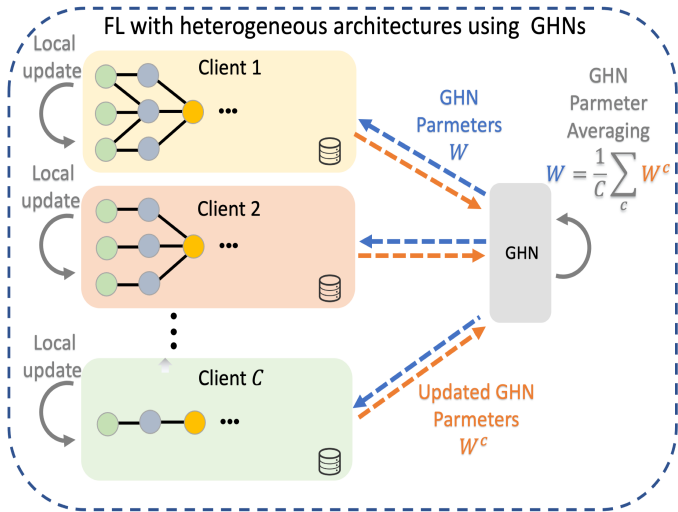 FL with heterogeneous architectures using GHNs
Local
update
Client 1
...
GHN
Parmeters
W
GHN
Parmeter
Averaging
W = 1/C ∑_c W^c
Local
update
Client 2
...
GHN
Local
update
Client C
...
Updated GHN
Parmeters
W^c